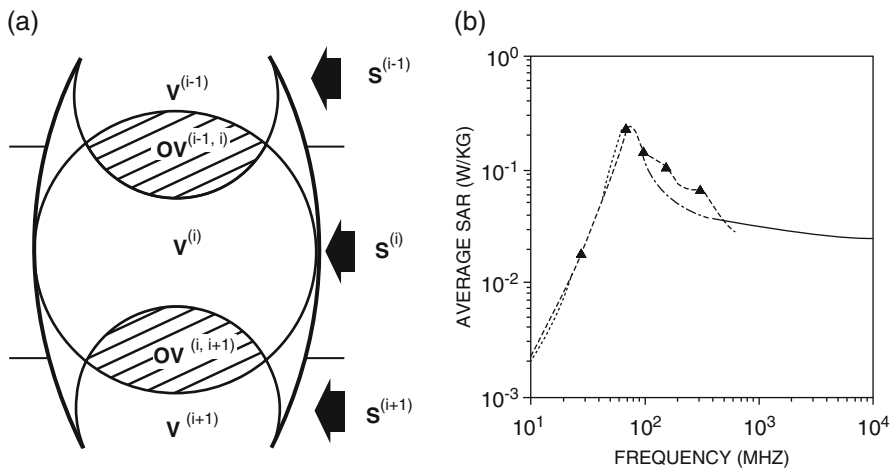 (a)
V^(i-1)
S^(i-1)
OV^(i-1, i)
V^(i)
S^(i)
OV^(i, i+1)
V^(i+1)
S^(i+1)
(b)
AVERAGE SAR (W/KG)
10^0
10^-1
10^-2
10^-3
10^1 10^2 10^3 10^4
FREQUENCY (MHZ)